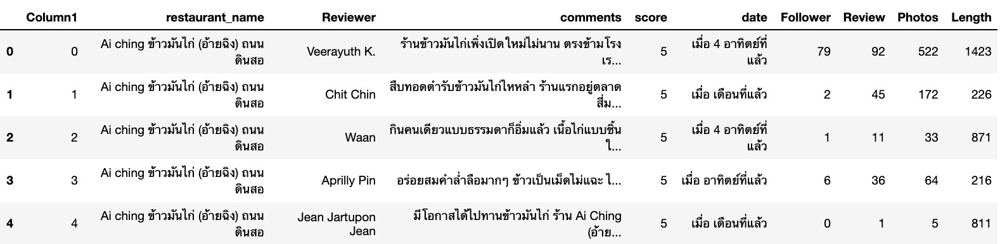 Column1 restaurant_name Reviewer comments score date Follower Review Photos Length
0 0 Ai ching ข้าวมันไก่ (อ้ายฉิง) ถนน ดินสอ Veerayuth K. ร้านข้าวมันไก่เพิ่งเปิดใหม่ไม่นาน ตรงข้ามโรง เร... 5 เมื่อ 4 อาทิตย์ที่ แล้ว 79 92 522 1423
1 1 Ai ching ข้าวมันไก่ (อ้ายฉิง) ถนน ดินสอ Chit Chin สืบทอดตำรับข้าวมันไก่ไหหลำ ร้านแรกอยู่ตลาด สี่ม... 5 เมื่อ เดือนที่แล้ว 2 45 172 226
2 2 Ai ching ข้าวมันไก่ (อ้ายฉิง) ถนน ดินสอ Waan กินคนเดียวแบบธรรมดาก็อิ่มแล้ว เนื้อไก่แบบชิ้น ใ... 5 เมื่อ 4 อาทิตย์ที่ แล้ว 1 11 33 871
3 3 Ai ching ข้าวมันไก่ (อ้ายฉิง) ถนน ดินสอ Aprilly Pin อร่อยสมคำล่ำลือมากๆ ข้าวเป็นเม็ดไม่แฉะ ไ... 5 เมื่อ อาทิตย์ที่แล้ว 6 36 64 216
4 4 Ai ching ข้าวมันไก่ (อ้ายฉิง) ถนน ดินสอ Jean Jartupon Jean มีโอกาสได้ไปทานข้าวมันไก่ ร้าน Ai Ching (อ้าย... 5 เมื่อ เดือนที่แล้ว 0 1 5 811